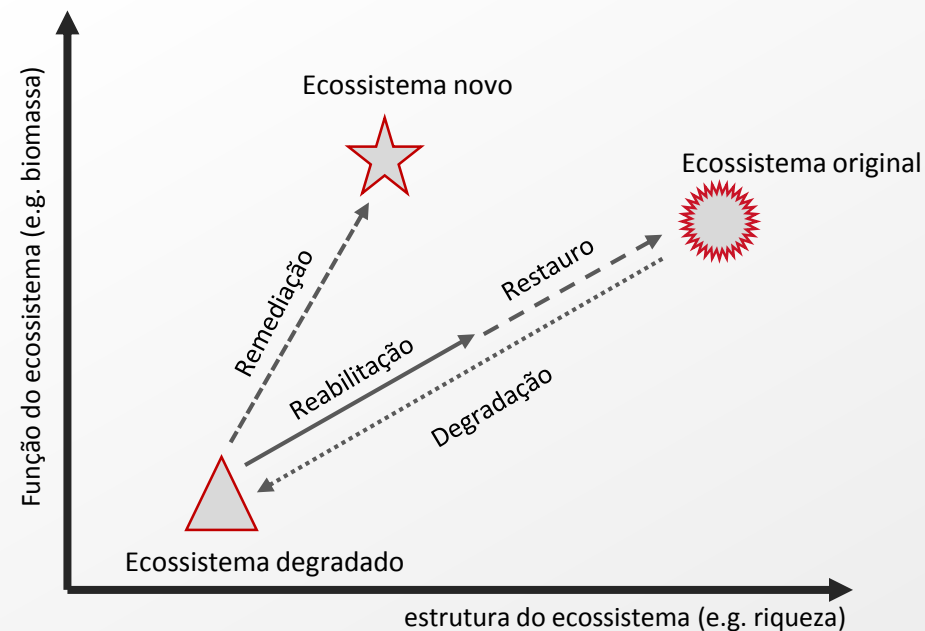 Função do ecossistema (e.g. biomassa)
Ecossistema novo
Ecossistema original
Remediação
Reabilitação
Restauro
Degradação
Ecossistema degradado
estrutura do ecossistema (e.g. riqueza)